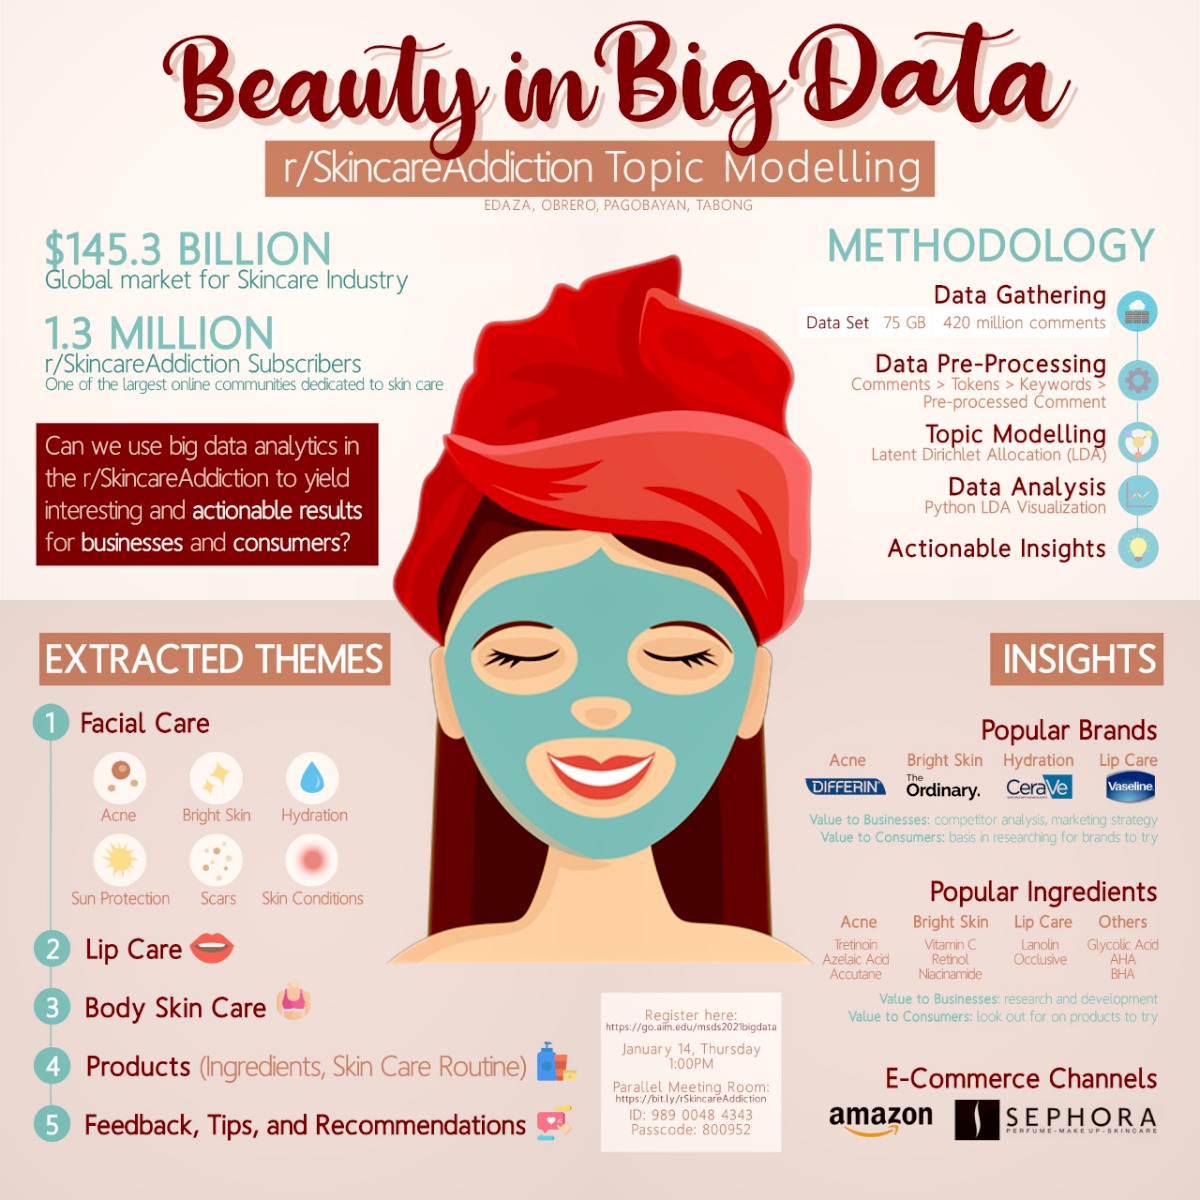 Beauty in Big Data
r/SkincareAddiction Topic Modelling
EDAZA, OBRERO, PAGOBAYAN, TABONG
$145.3 BILLION
Global market for Skincare Industry
1.3 MILLION
r/SkincareAddiction Subscribers
One of the largest online communities dedicated to skin care
Can we use big data analytics in
the r/SkincareAddiction to yield
interesting and actionable results
for businesses and consumers?
METHODOLOGY
Data Gathering
Data Set 75 GB 420 million comments
Data Pre-Processing
Comments > Tokens > Keywords >
Pre-processed Comment
Topic Modelling
Latent Dirichlet Allocation (LDA)
Data Analysis
Python LDA Visualization
Actionable Insights
EXTRACTED THEMES
1 Facial Care
Acne Bright Skin Hydration
Sun Protection Scars Skin Conditions
2 Lip Care
3 Body Skin Care
4 Products (Ingredients, Skin Care Routine)
5 Feedback, Tips, and Recommendations
Register here:
https://go.aim.edu/msds2021bigdata
January 14, Thursday
1:00PM
Parallel Meeting Room:
https://bit.ly/rSkincareAddiction
ID: 989 0048 4343
Passcode: 800952
INSIGHTS
Popular Brands
Acne Bright Skin Hydration Lip Care
DIFFERIN The Ordinary. CeraVe Vaseline
Value to Businesses: competitor analysis, marketing strategy
Value to Consumers: basis in researching for brands to try
Popular Ingredients
Acne Bright Skin Lip Care Others
Tretinoin Vitamin C Lanolin Glycolic Acid
Azelaic Acid Retinol Occlusive AHA
Accutane Niacinamide BHA
Value to Businesses: research and development
Value to Consumers: look out for on products to try
E-Commerce Channels
amazon SEPHORA
PERFUME-MAKE UP-SKINCARE